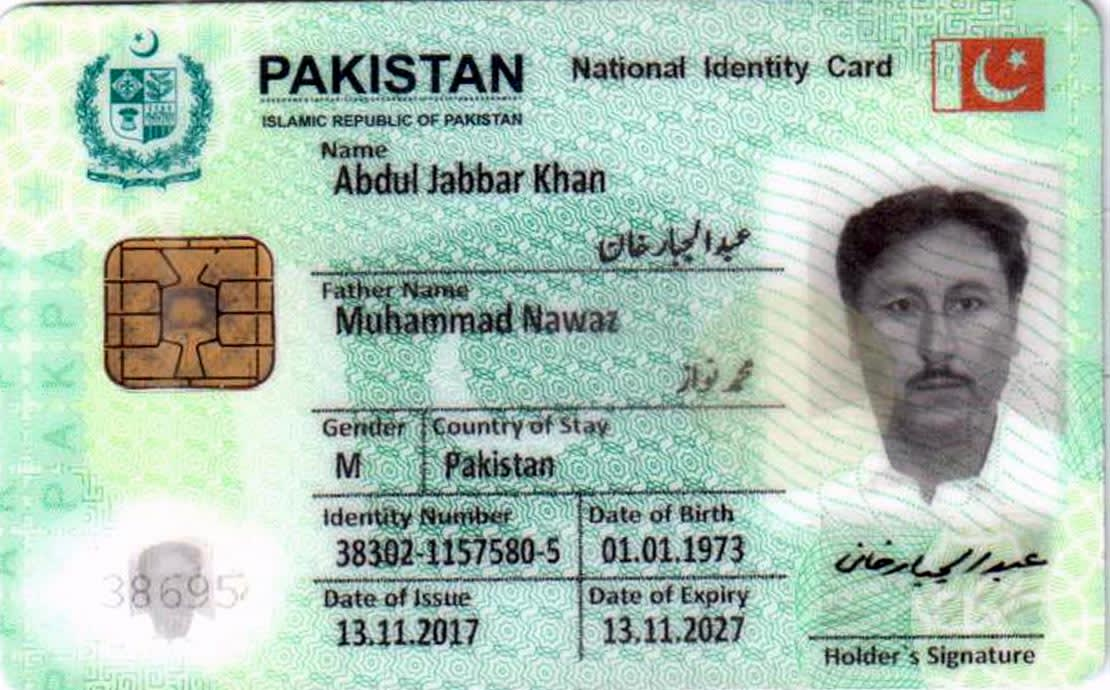 PAKISTAN
National Identity Card
ISLAMIC REPUBLIC OF PAKISTAN
Name
Abdul Jabbar Khan
عبدالجبار خان
Father Name
Muhammad Nawaz
محمد نواز
Gender
Country of Stay
M
Pakistan
Identity Number
Date of Birth
38302-1157580-5
01.01.1973
عبدالجبار خان
38695
Date of Issue
Date of Expiry
13.11.2017
13.11.2027
Holder`s Signature
PAKPA